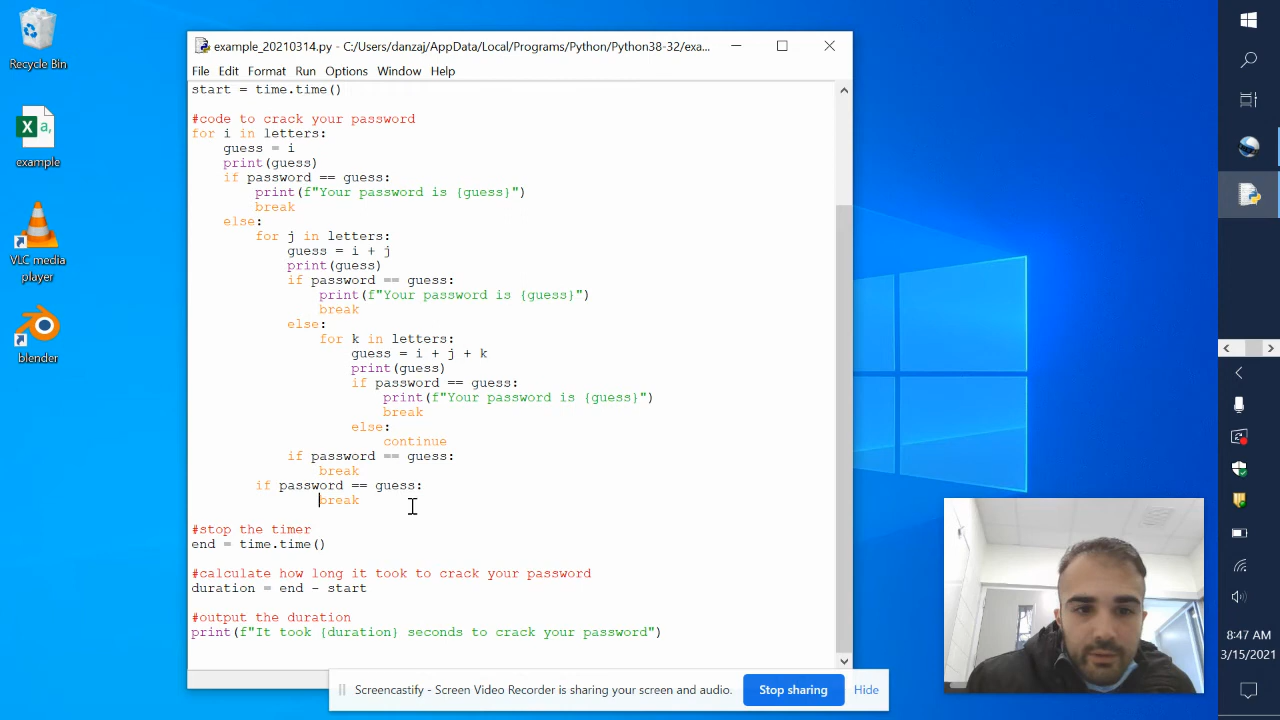 Recycle Bin
example
VLC media
player
blender
example_20210314.py - C:/Users/danzaj/AppData/Local/Programs/Python/Python38-32/exa...
File Edit Format Run Options Window Help
start = time.time()
#code to crack your password
for i in letters:
    guess = i
    print(guess)
    if password == guess:
        print(f"Your password is {guess}")
        break
    else:
        for j in letters:
            guess = i + j
            print(guess)
            if password == guess:
                print(f"Your password is {guess}")
                break
            else:
                for k in letters:
                    guess = i + j + k
                    print(guess)
                    if password == guess:
                        print(f"Your password is {guess}")
                        break
                    else:
                        continue
            if password == guess:
                break
        if password == guess:
                break
#stop the timer
end = time.time()
#calculate how long it took to crack your password
duration = end - start
#output the duration
print(f"It took {duration} seconds to crack your password")
Screencastify - Screen Video Recorder is sharing your screen and audio.
Stop sharing
Hide
8:47 AM
3/15/2021